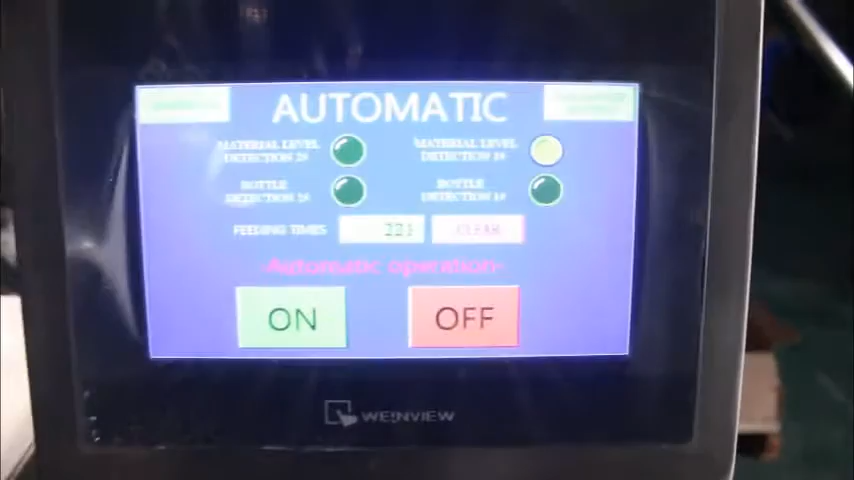 AUTOMATIC
MATERIAL LEVEL
DETECTION 2#
MATERIAL LEVEL
DETECTION 1#
BOTTLE
DETECTION 2#
BOTTLE
DETECTION 1#
FEEDING TIMES
221
CLEAR
-Automatic operation-
ON
OFF
WEINVIEW